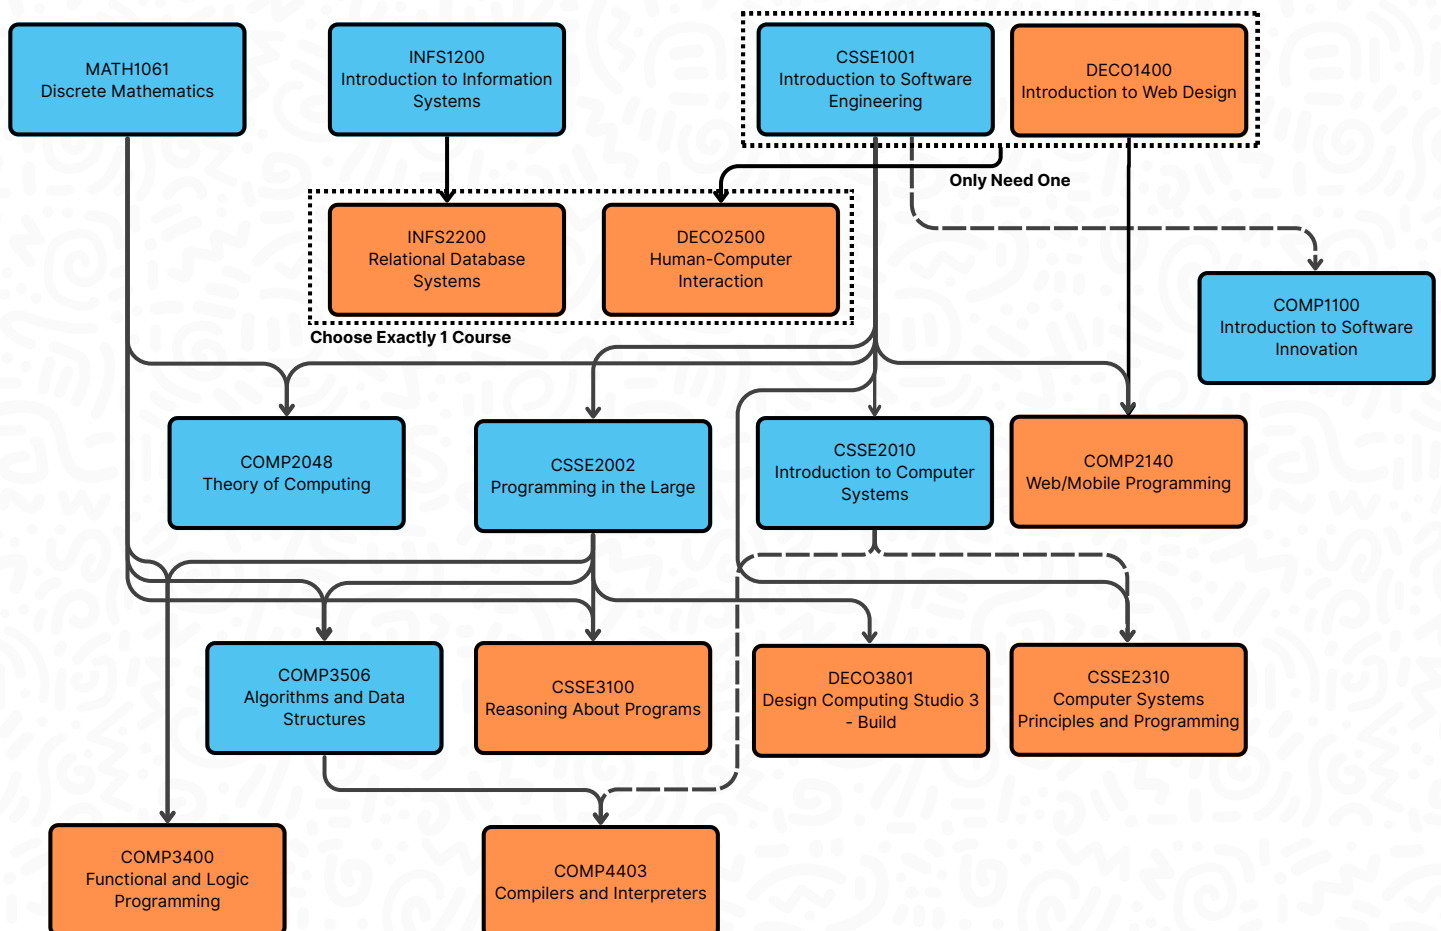 MATH1061
Discrete Mathematics
INFS1200
Introduction to Information
Systems
CSSE1001
Introduction to Software
Engineering
DECO1400
Introduction to Web Design
Only Need One
INFS2200
Relational Database
Systems
DECO2500
Human-Computer
Interaction
Choose Exactly 1 Course
COMP1100
Introduction to Software
Innovation
COMP2048
Theory of Computing
CSSE2002
Programming in the Large
CSSE2010
Introduction to Computer
Systems
COMP2140
Web/Mobile Programming
COMP3506
Algorithms and Data
Structures
CSSE3100
Reasoning About Programs
DECO3801
Design Computing Studio 3
- Build
CSSE2310
Computer Systems
Principles and Programming
COMP3400
Functional and Logic
Programming
COMP4403
Compilers and Interpreters